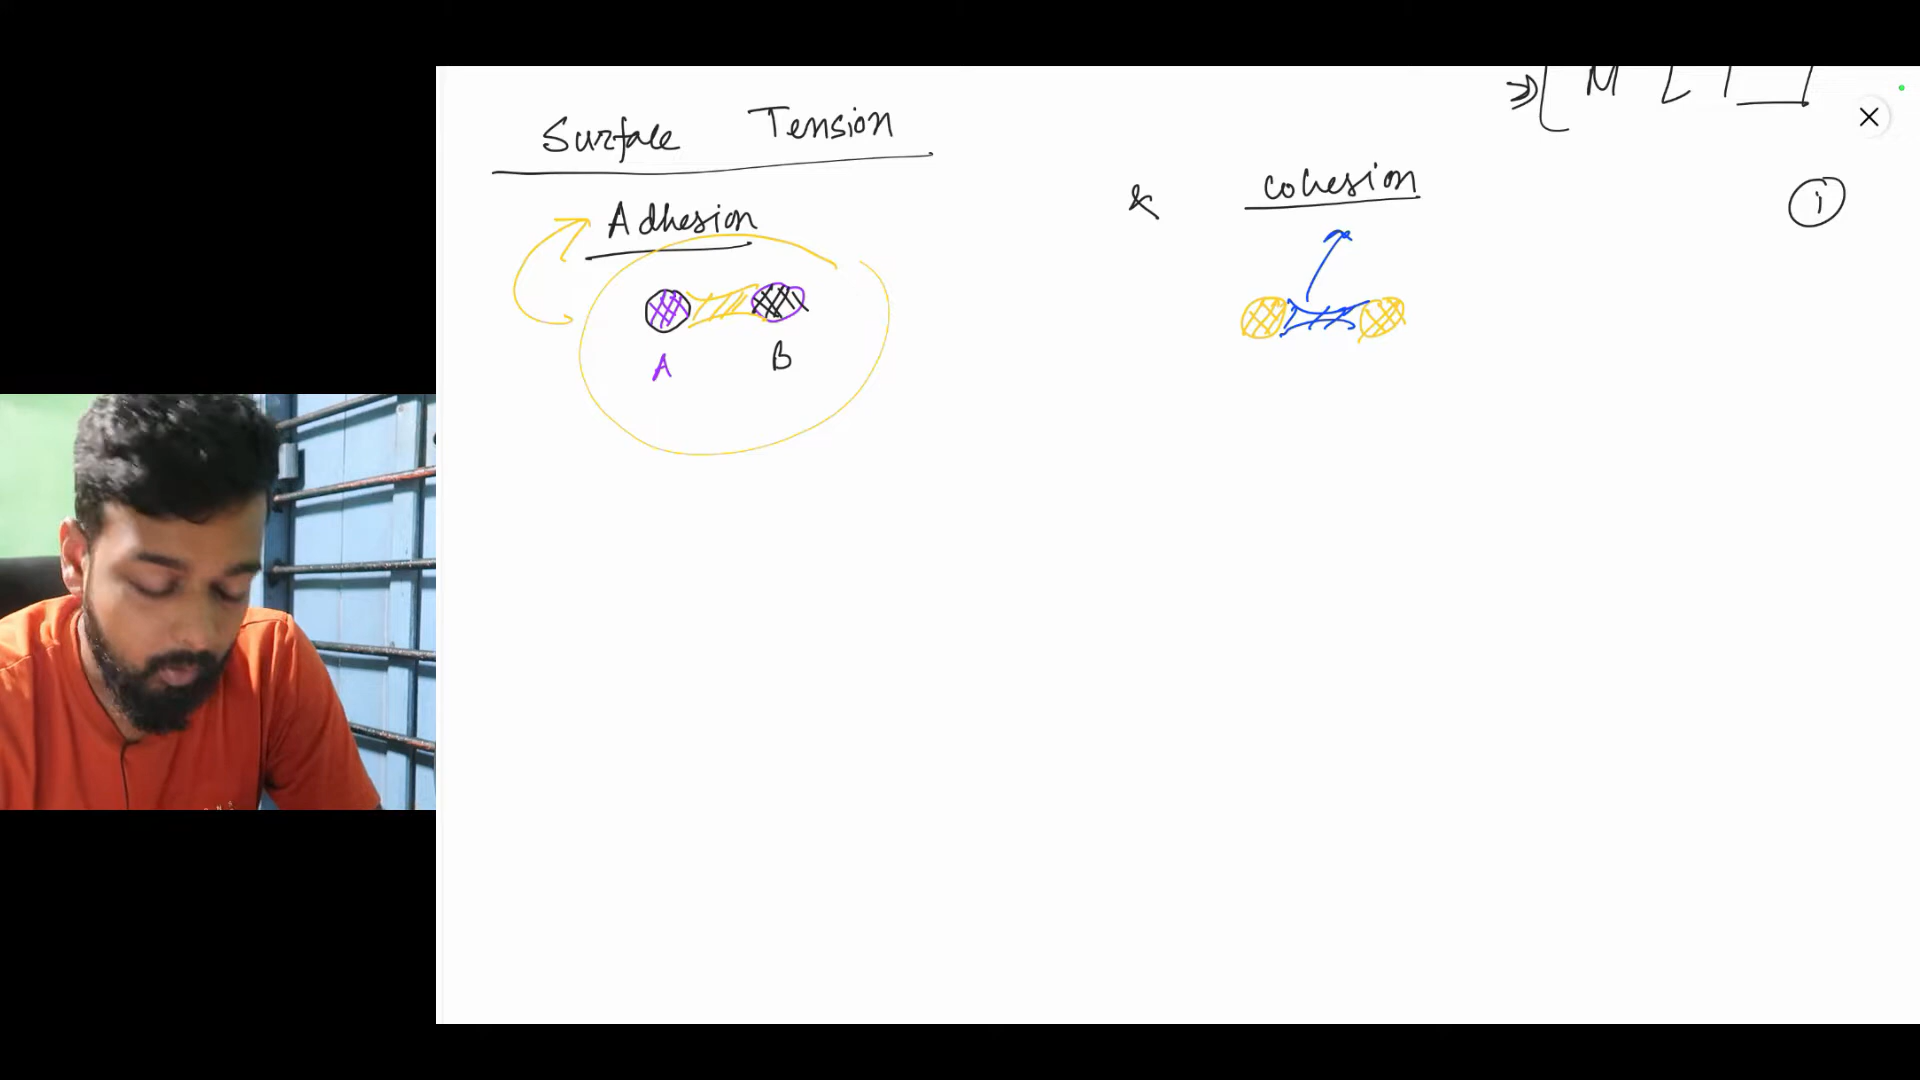 M L T
Surface Tension
Adhesion & cohesion i
A B